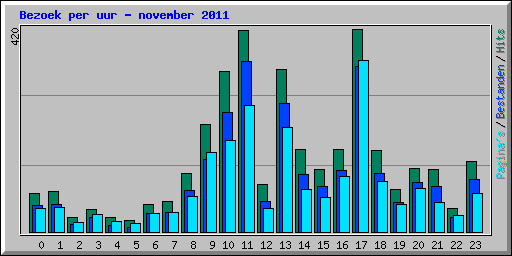 Bezoek per uur - november 2011
420
Pagina's / Bestanden / Hits
0 1 2 3 4 5 6 7 8 9 10 11 12 13 14 15 16 17 18 19 20 21 22 23